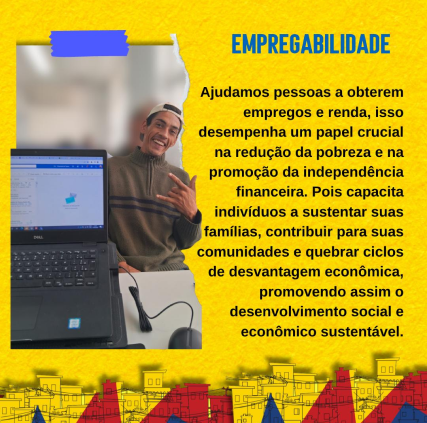 EMPREGABILIDADE
Ajudamos pessoas a obterem
empregos e renda, isso
desempenha um papel crucial
na redução da pobreza e na
promoção da independência
financeira. Pois capacita
indivíduos a sustentar suas
famílias, contribuir para suas
comunidades e quebrar ciclos
de desvantagem econômica,
promovendo assim o
desenvolvimento social e
econômico sustentável.
DELL